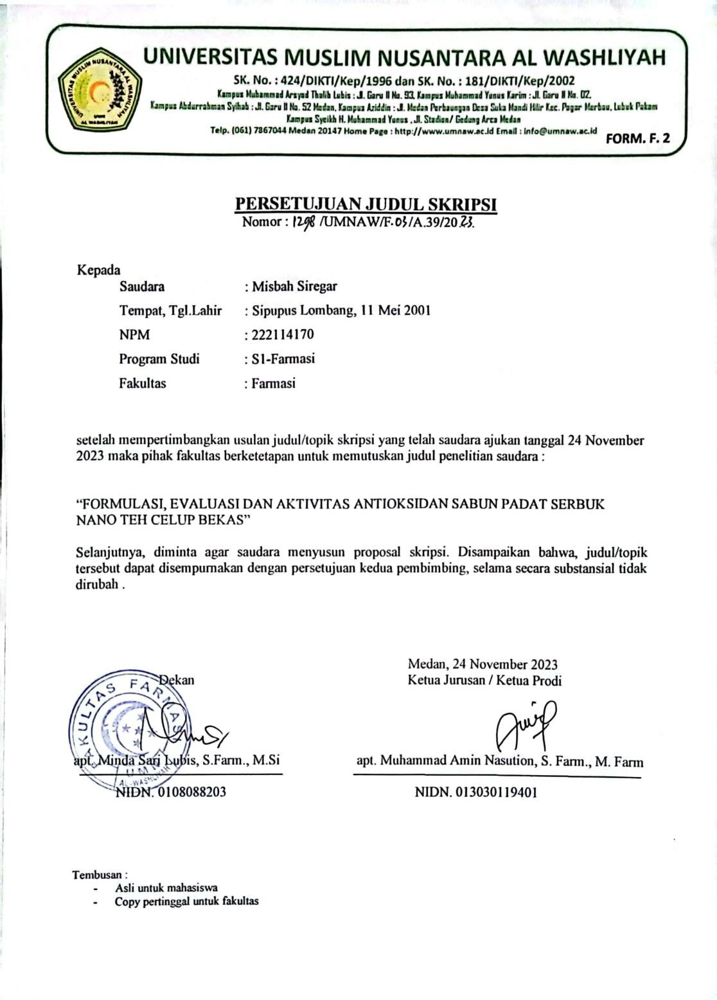 UNIVERSITAS MUSLIM NUSANTARA AL WASHLIYAH
SK. No. : 424/DIKTI/Kep/1996 dan SK. No. : 181/DIKTI/Kep/2002
Kampus Muhammad Arsyad Thalib Lubis : Jl. Garu II No. 93, Kampus Muhammad Yunus Karim : Jl. Garu II No. 02,
Kampus Abdurrahman Syihab : Jl. Garu II No. 52 Medan, Kampus Aziddin : Jl. Medan Perbaungan Desa Suka Mandi Hilir Kec. Pagar Merbau, Lubuk Pakam
Kampus Syeikh H. Muhammad Yunus , Jl. Stadion/ Gedung Arca Medan
Telp. (061) 7867044 Medan 20147 Home Page : http://www.umnaw.ac.id Email : info@umnaw.ac.id
FORM. F. 2
UNIVERSITAS MUSLIM NUSANTARA AL WASHLIYAH
UMN
AL WASHLIYAH
PERSETUJUAN JUDUL SKRIPSI
Nomor : 1298 /UMNAW/F.03/A.39/2023.
Kepada
Saudara : Misbah Siregar
Tempat, Tgl.Lahir : Sipupus Lombang, 11 Mei 2001
NPM : 222114170
Program Studi : S1-Farmasi
Fakultas : Farmasi
setelah mempertimbangkan usulan judul/topik skripsi yang telah saudara ajukan tanggal 24 November
2023 maka pihak fakultas berketetapan untuk memutuskan judul penelitian saudara :
“FORMULASI, EVALUASI DAN AKTIVITAS ANTIOKSIDAN SABUN PADAT SERBUK
NANO TEH CELUP BEKAS”
Selanjutnya, diminta agar saudara menyusun proposal skripsi. Disampaikan bahwa, judul/topik
tersebut dapat disempurnakan dengan persetujuan kedua pembimbing, selama secara substansial tidak
dirubah .
Medan, 24 November 2023
Dekan Ketua Jurusan / Ketua Prodi
FAKULTAS FARMASI
UMN
AL-WASHLIYAH
apt. Minda Sari Lubis, S.Farm., M.Si apt. Muhammad Amin Nasution, S. Farm., M. Farm
NIDN. 0108088203 NIDN. 013030119401
Tembusan :
- Asli untuk mahasiswa
- Copy pertinggal untuk fakultas